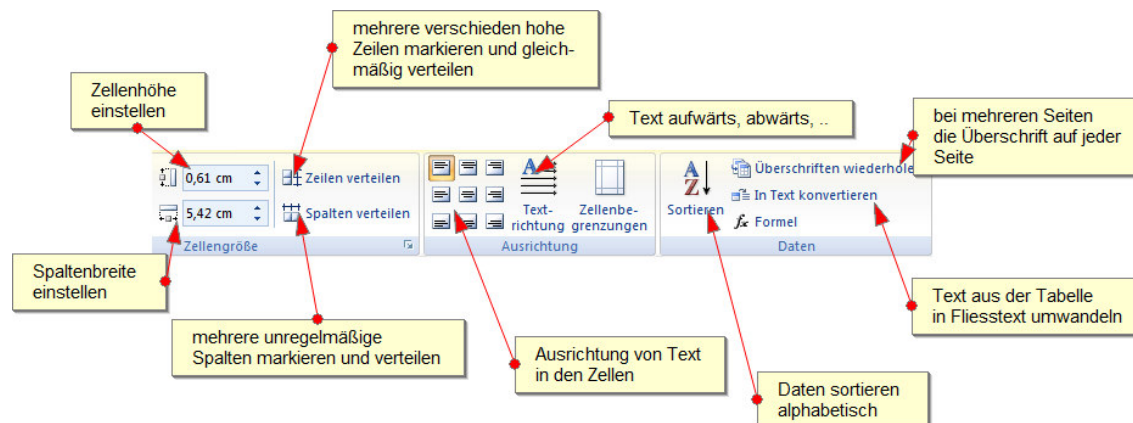 mehrere verschieden hohe
Zeilen markieren und gleich-
mäßig verteilen
Zellenhöhe
einstellen
Text aufwärts, abwärts, ..
bei mehreren Seiten
die Überschrift auf jeder
Seite
0,61 cm
Zeilen verteilen
5,42 cm
Spalten verteilen
Zellengröße
Text-
richtung
Zellenbe-
grenzungen
Ausrichtung
A
Z
Sortieren
Überschriften wiederhole
In Text konvertieren
fx Formel
Daten
Spaltenbreite
einstellen
mehrere unregelmäßige
Spalten markieren und verteilen
Ausrichtung von Text
in den Zellen
Text aus der Tabelle
in Fliesstext umwandeln
Daten sortieren
alphabetisch